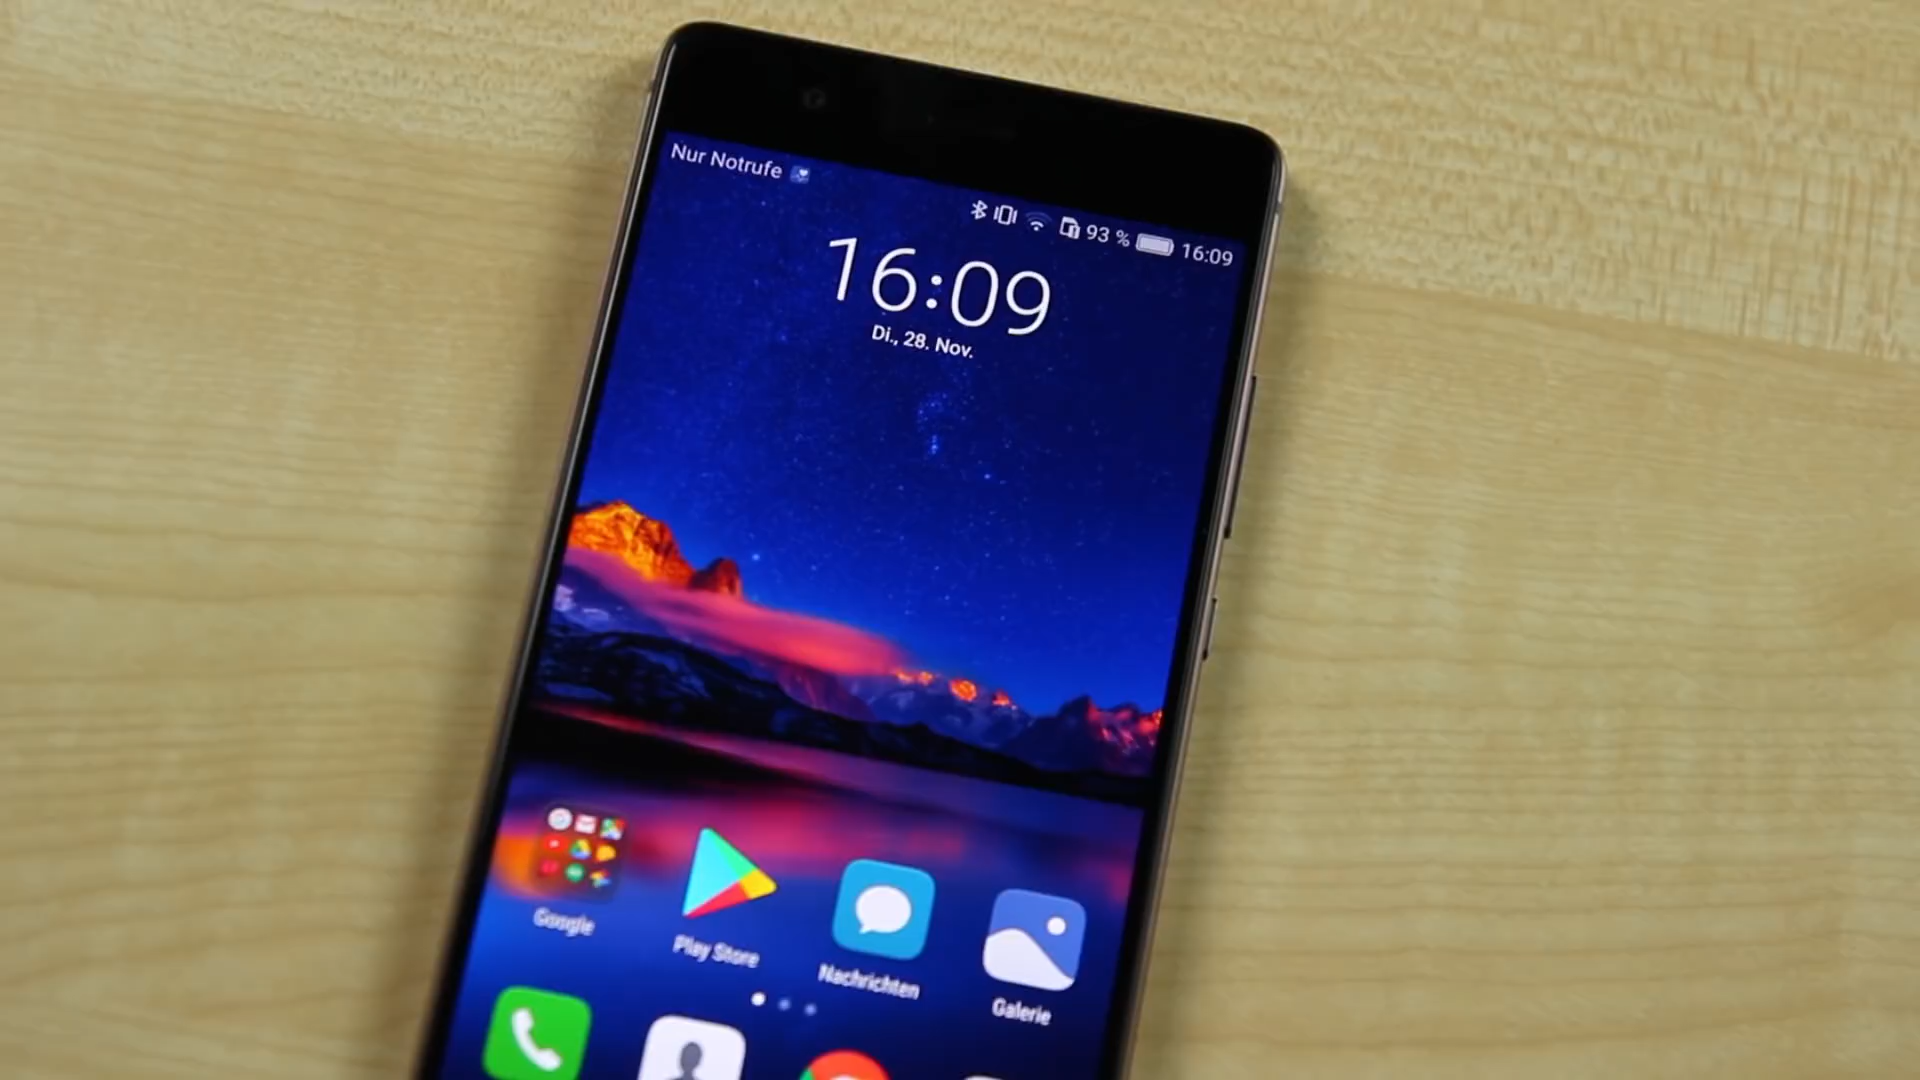 Nur Notrufe
93 % 16:09
16:09
Di., 28. Nov.
Google
Play Store
Nachrichten
Galerie